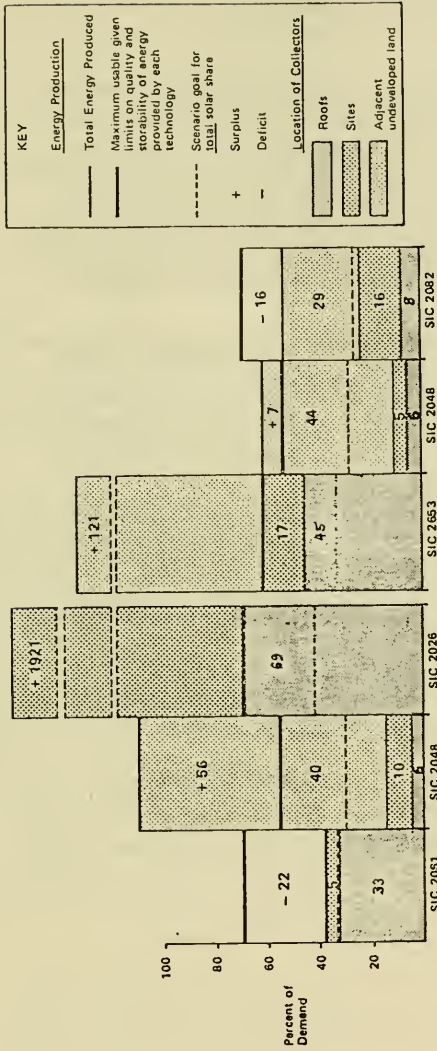 100
80
60
40
20
Percent of
Demand
- 22
5
33
SIC 2051
+ 56
40
10
6
SIC 2048
+ 1921
69
SIC 2026
+ 121
17
45
SIC 2653
+ 7
44
5
6
SIC 2048
- 16
29
16
8
SIC 2082
KEY
Energy Production
Total Energy Produced
Maximum usable given
limits on quality and
storability of energy
provided by each
technology
Scenario goal for
total solar share
+ Surplus
- Deficit
Location of Collectors
Roofs
Sites
Adjacent
undeveloped land